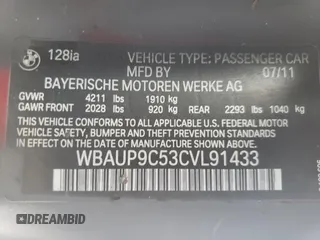 128ia VEHICLE TYPE: PASSENGER CAR
MFD BY 07/11
BAYERISCHE MOTOREN WERKE AG
GVWR 4211 lbs 1910 kg
GAWR FRONT 2028 lbs 920 kg REAR 2293 lbs 1040 kg
THIS VEHICLE CONFORMS TO ALL APPLICABLE U.S. FEDERAL
MOTOR VEHICLE SAFETY, BUMPER, AND THEFT PREVENTION
STANDARDS IN EFFECT ON THE DATE OF MANUFACTURE
SHOWN ABOVE.
WBAUP9C53CVL91433
DREAMBID